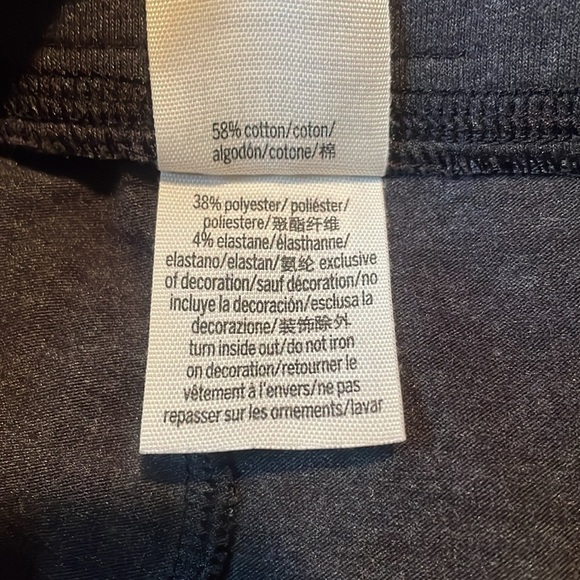 58% cotton/coton/
algodón/cotone/棉
38% polyester/ poliéster/
poliestere/聚酯纤维
4% elastane/élasthanne/
elastano/elastan/氨纶 exclusive
of decoration/sauf décoration/no
incluye la decoración/esclusa la
decorazione/装饰除外
turn inside out/do not iron
on decoration/retourner le
vêtement à l'envers/ne pas
repasser sur les ornements/lavar